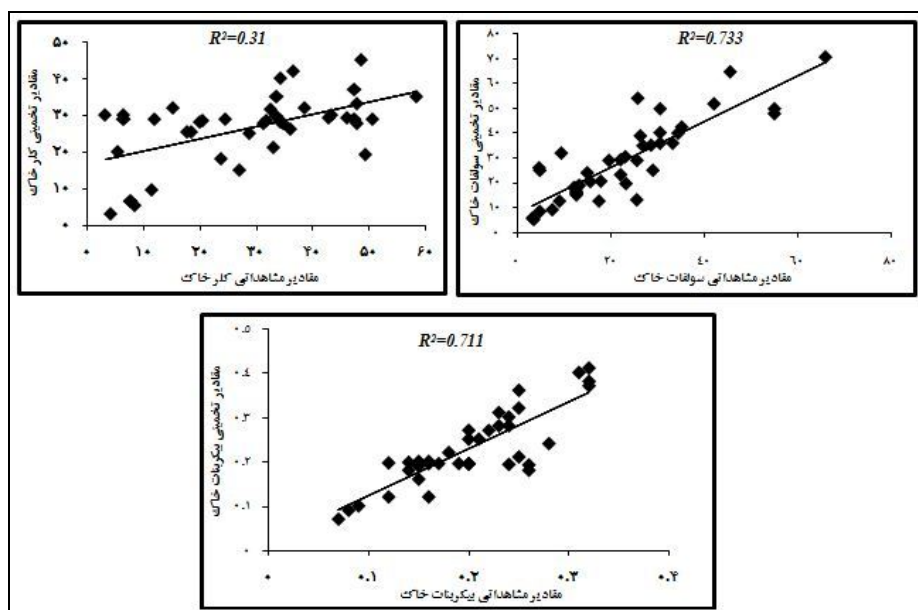 R²=0.31
مقادیر تخمینی کلر خاک
۵۰
۴۰
۳۰
۲۰
۱۰
۰
۰ ۱۰ ۲۰ ۳۰ ۴۰ ۵۰ ۶۰
مقادیر مشاهداتی کلر خاک
R²=0.733
مقادیر تخمینی سولفات خاک
۸۰
۷۰
۶۰
۵۰
۴۰
۳۰
۲۰
۱۰
۰
۰ ۲۰ ٤۰ ٦۰ ۸۰
مقادیر مشاهداتی سولفات خاک
R²=0.711
مقادیر تخمینی بیکربنات خاک
۰.۵
۰.۴
۰.۳
۰.۲
۰.۱
۰
۰ ۰.۱ ۰.۲ ۰.۳ ۰.۴
مقادیر مشاهداتی بیکربنات خاک